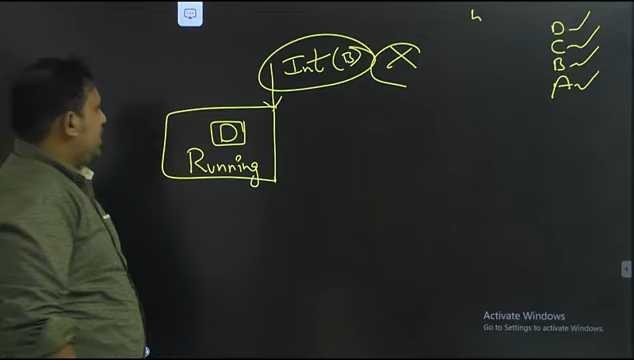 h
D ✓
C ✓
B ✓
A ✓
Int (B) X
D
Running
Activate Windows
Go to Settings to activate Windows.